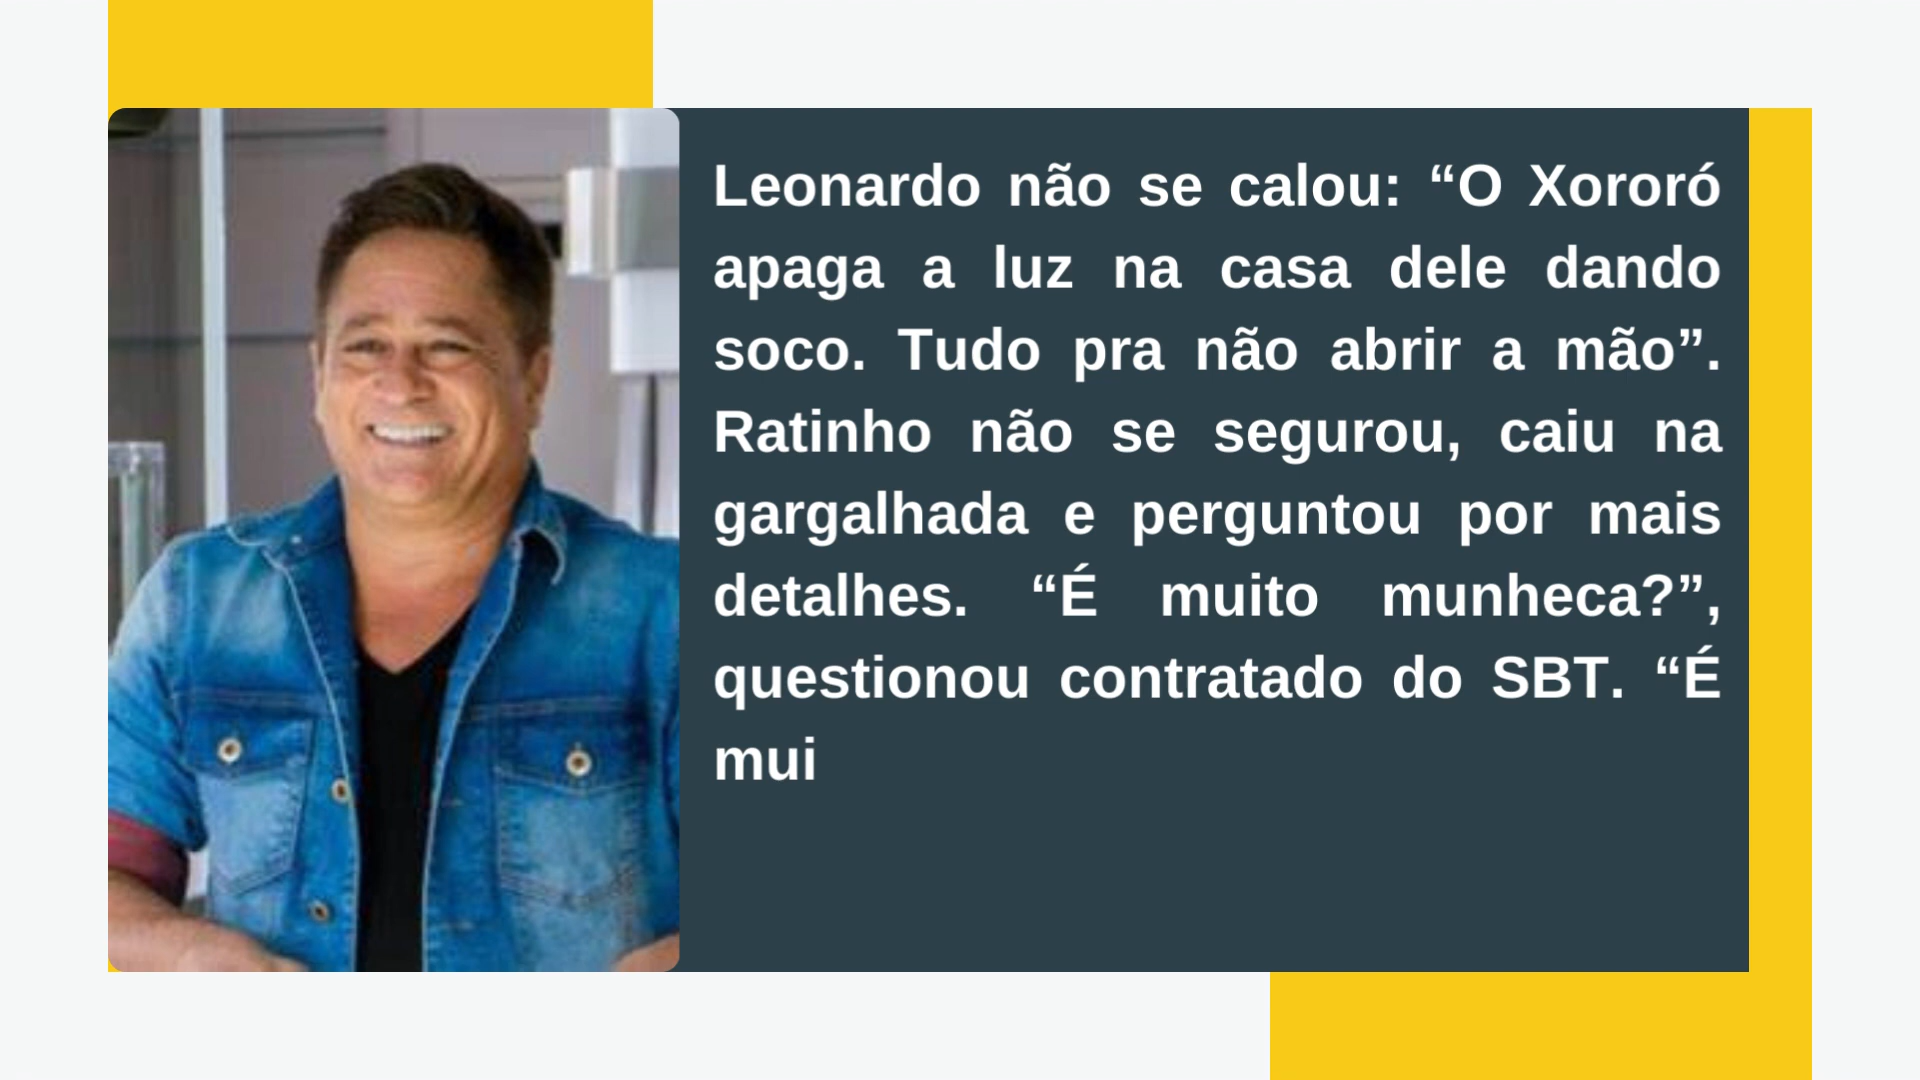 Leonardo não se calou: “O Xororó
apaga a luz na casa dele dando
soco. Tudo pra não abrir a mão”.
Ratinho não se segurou, caiu na
gargalhada e perguntou por mais
detalhes. “É muito munheca?”,
questionou contratado do SBT. “É
mui